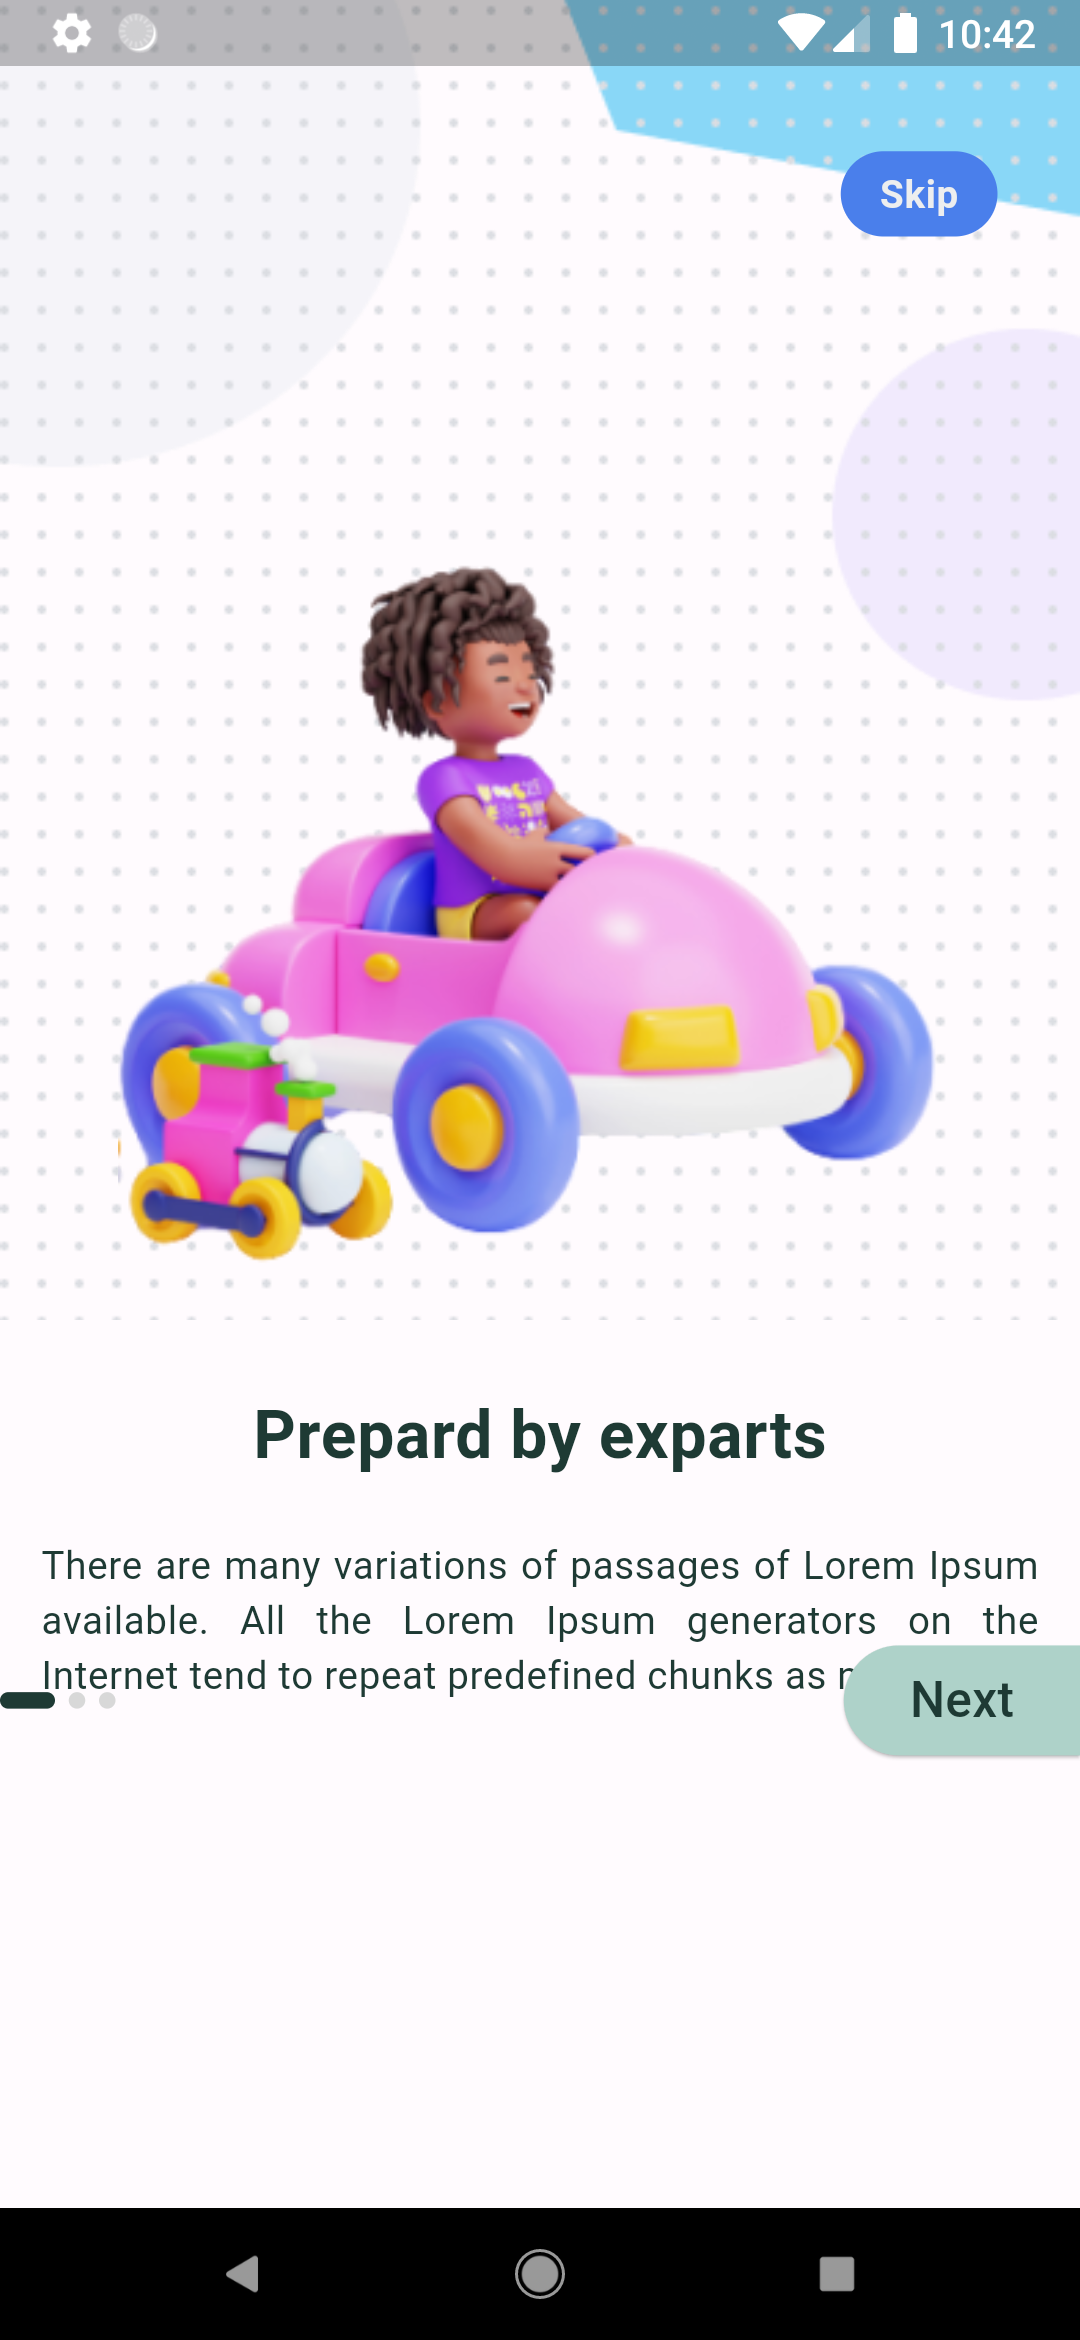 10:42
Skip
Prepard by exparts
There are many variations of passages of Lorem Ipsum
available. All the Lorem Ipsum generators on the
Internet tend to repeat predefined chunks as
Next